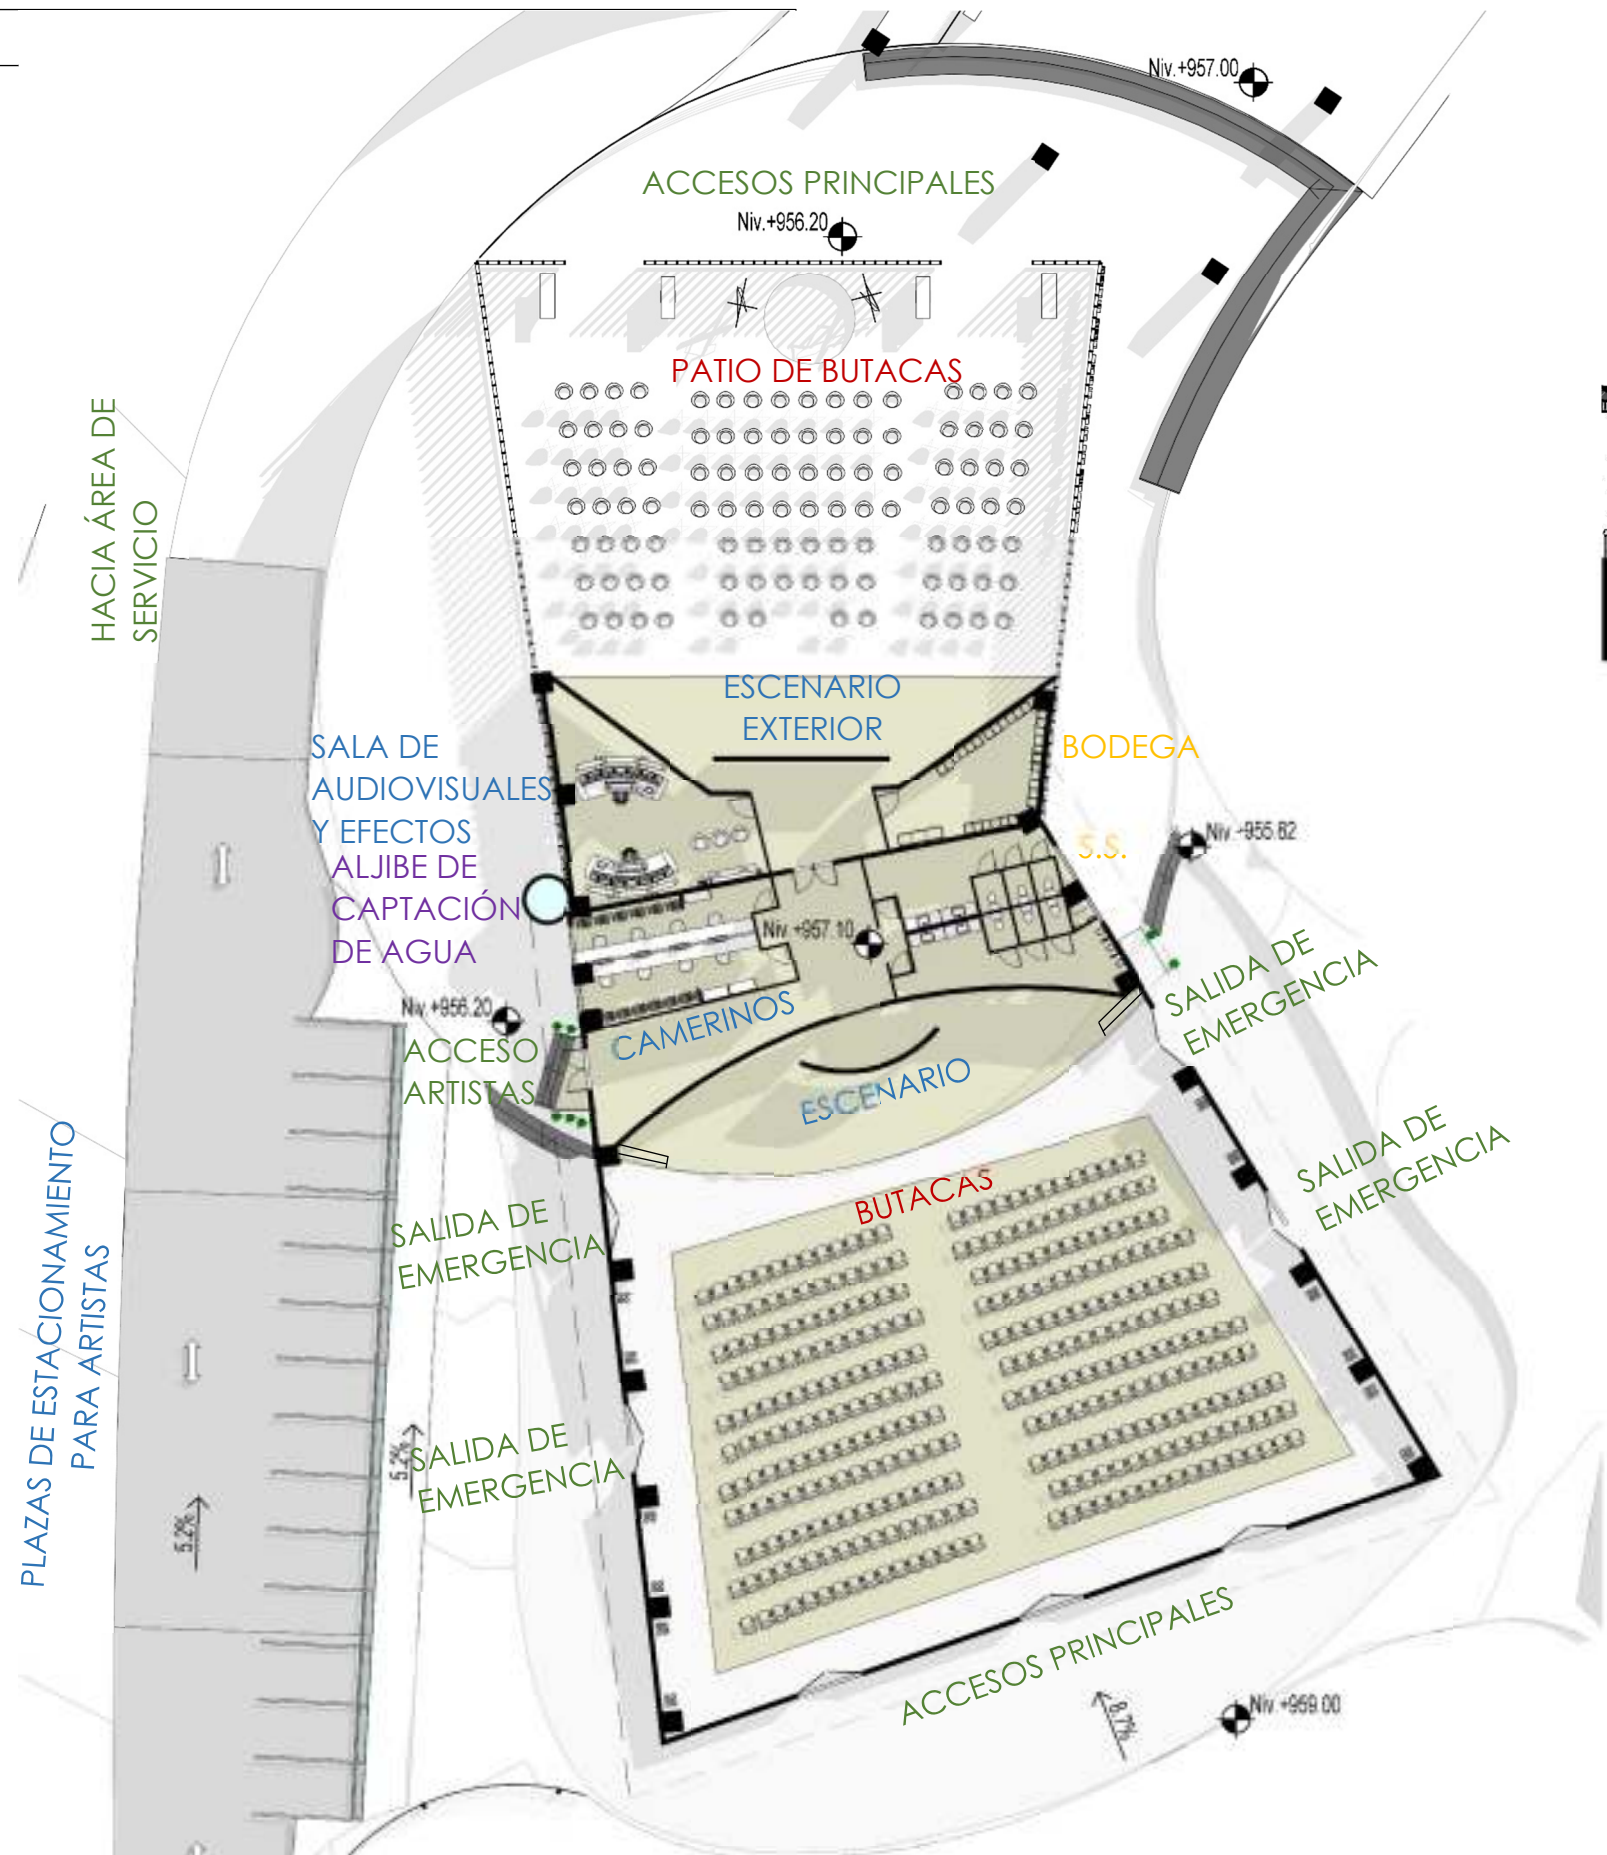 Niv.+957.00
ACCESOS PRINCIPALES
Niv.+956.20
PATIO DE BUTACAS
HACIA ÁREA DE
SERVICIO
ESCENARIO
EXTERIOR
SALA DE
AUDIOVISUALES
Y EFECTOS
BODEGA
S.S.
Niv +955.82
ALJIBE DE
CAPTACIÓN
DE AGUA
Niv +957.10
SALIDA DE
EMERGENCIA
Niv.+956.20
CAMERINOS
ACCESO
ARTISTAS
ESCENARIO
SALIDA DE
EMERGENCIA
BUTACAS
SALIDA DE
EMERGENCIA
PLAZAS DE ESTACIONAMIENTO
PARA ARTISTAS
SALIDA DE
EMERGENCIA
5.2%
5.2%
ACCESOS PRINCIPALES
8.7%
Niv +959.00